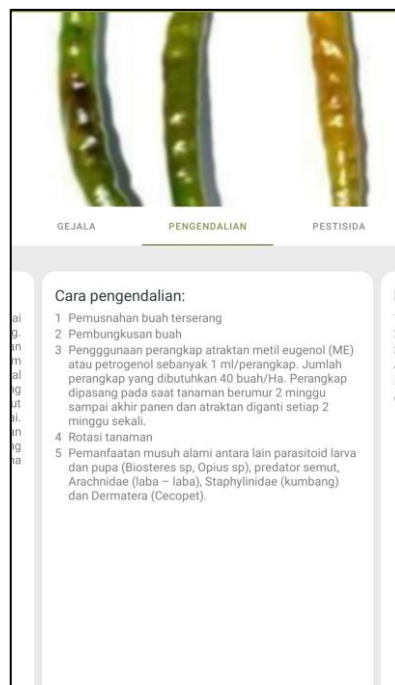 GEJALA PENGENDALIAN PESTISIDA
Cara pengendalian:
1 Pemusnahan buah terserang
2 Pembungkusan buah
3 Pengggunaan perangkap atraktan metil eugenol (ME)
atau petrogenol sebanyak 1 ml/perangkap. Jumlah
perangkap yang dibutuhkan 40 buah/Ha. Perangkap
dipasang pada saat tanaman berumur 2 minggu
sampai akhir panen dan atraktan diganti setiap 2
minggu sekali.
4 Rotasi tanaman
5 Pemanfaatan musuh alami antara lain parasitoid larva
dan pupa (Biosteres sp, Opius sp), predator semut,
Arachnidae (laba – laba), Staphylinidae (kumbang)
dan Dermatera (Cecopet).